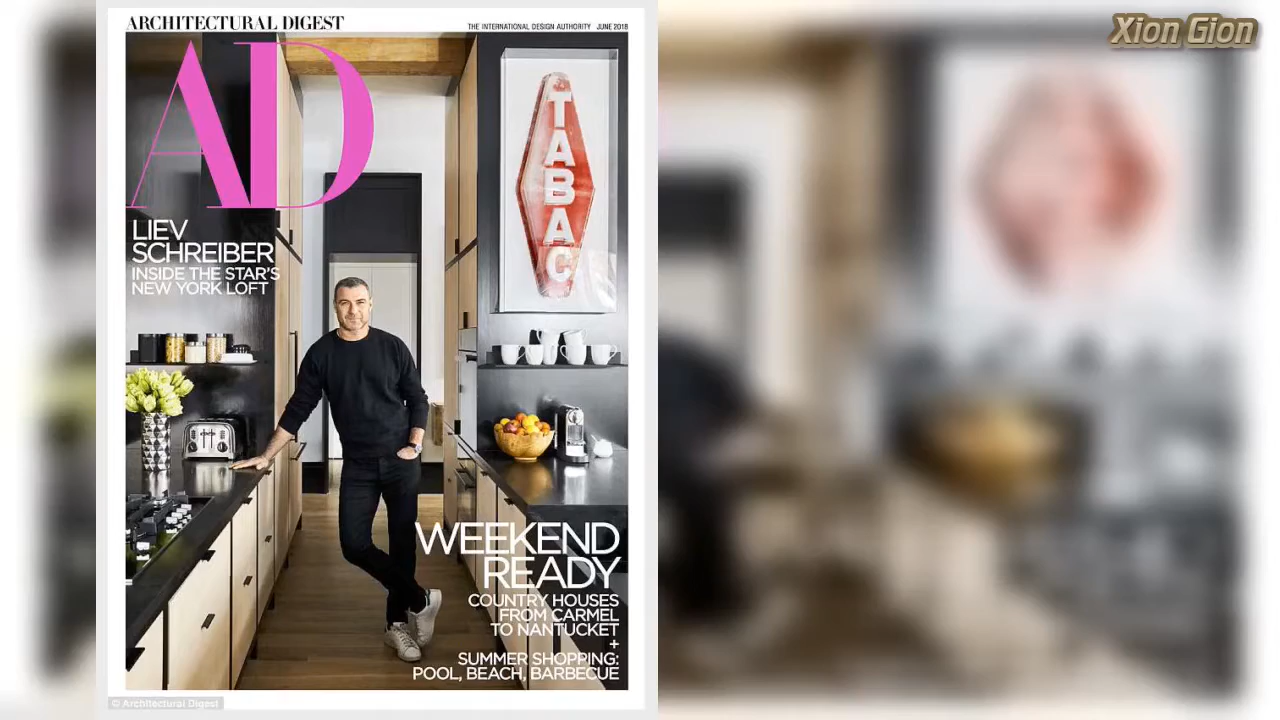 Xion Gion
ARCHITECTURAL DIGEST
THE INTERNATIONAL DESIGN AUTHORITY JUNE 2018
AD
LIEV
SCHREIBER
INSIDE THE STAR'S
NEW YORK LOFT
TABAC
WEEKEND
READY
COUNTRY HOUSES
FROM CARMEL
TO NANTUCKET
+
SUMMER SHOPPING:
POOL, BEACH, BARBECUE
© Architectural Digest